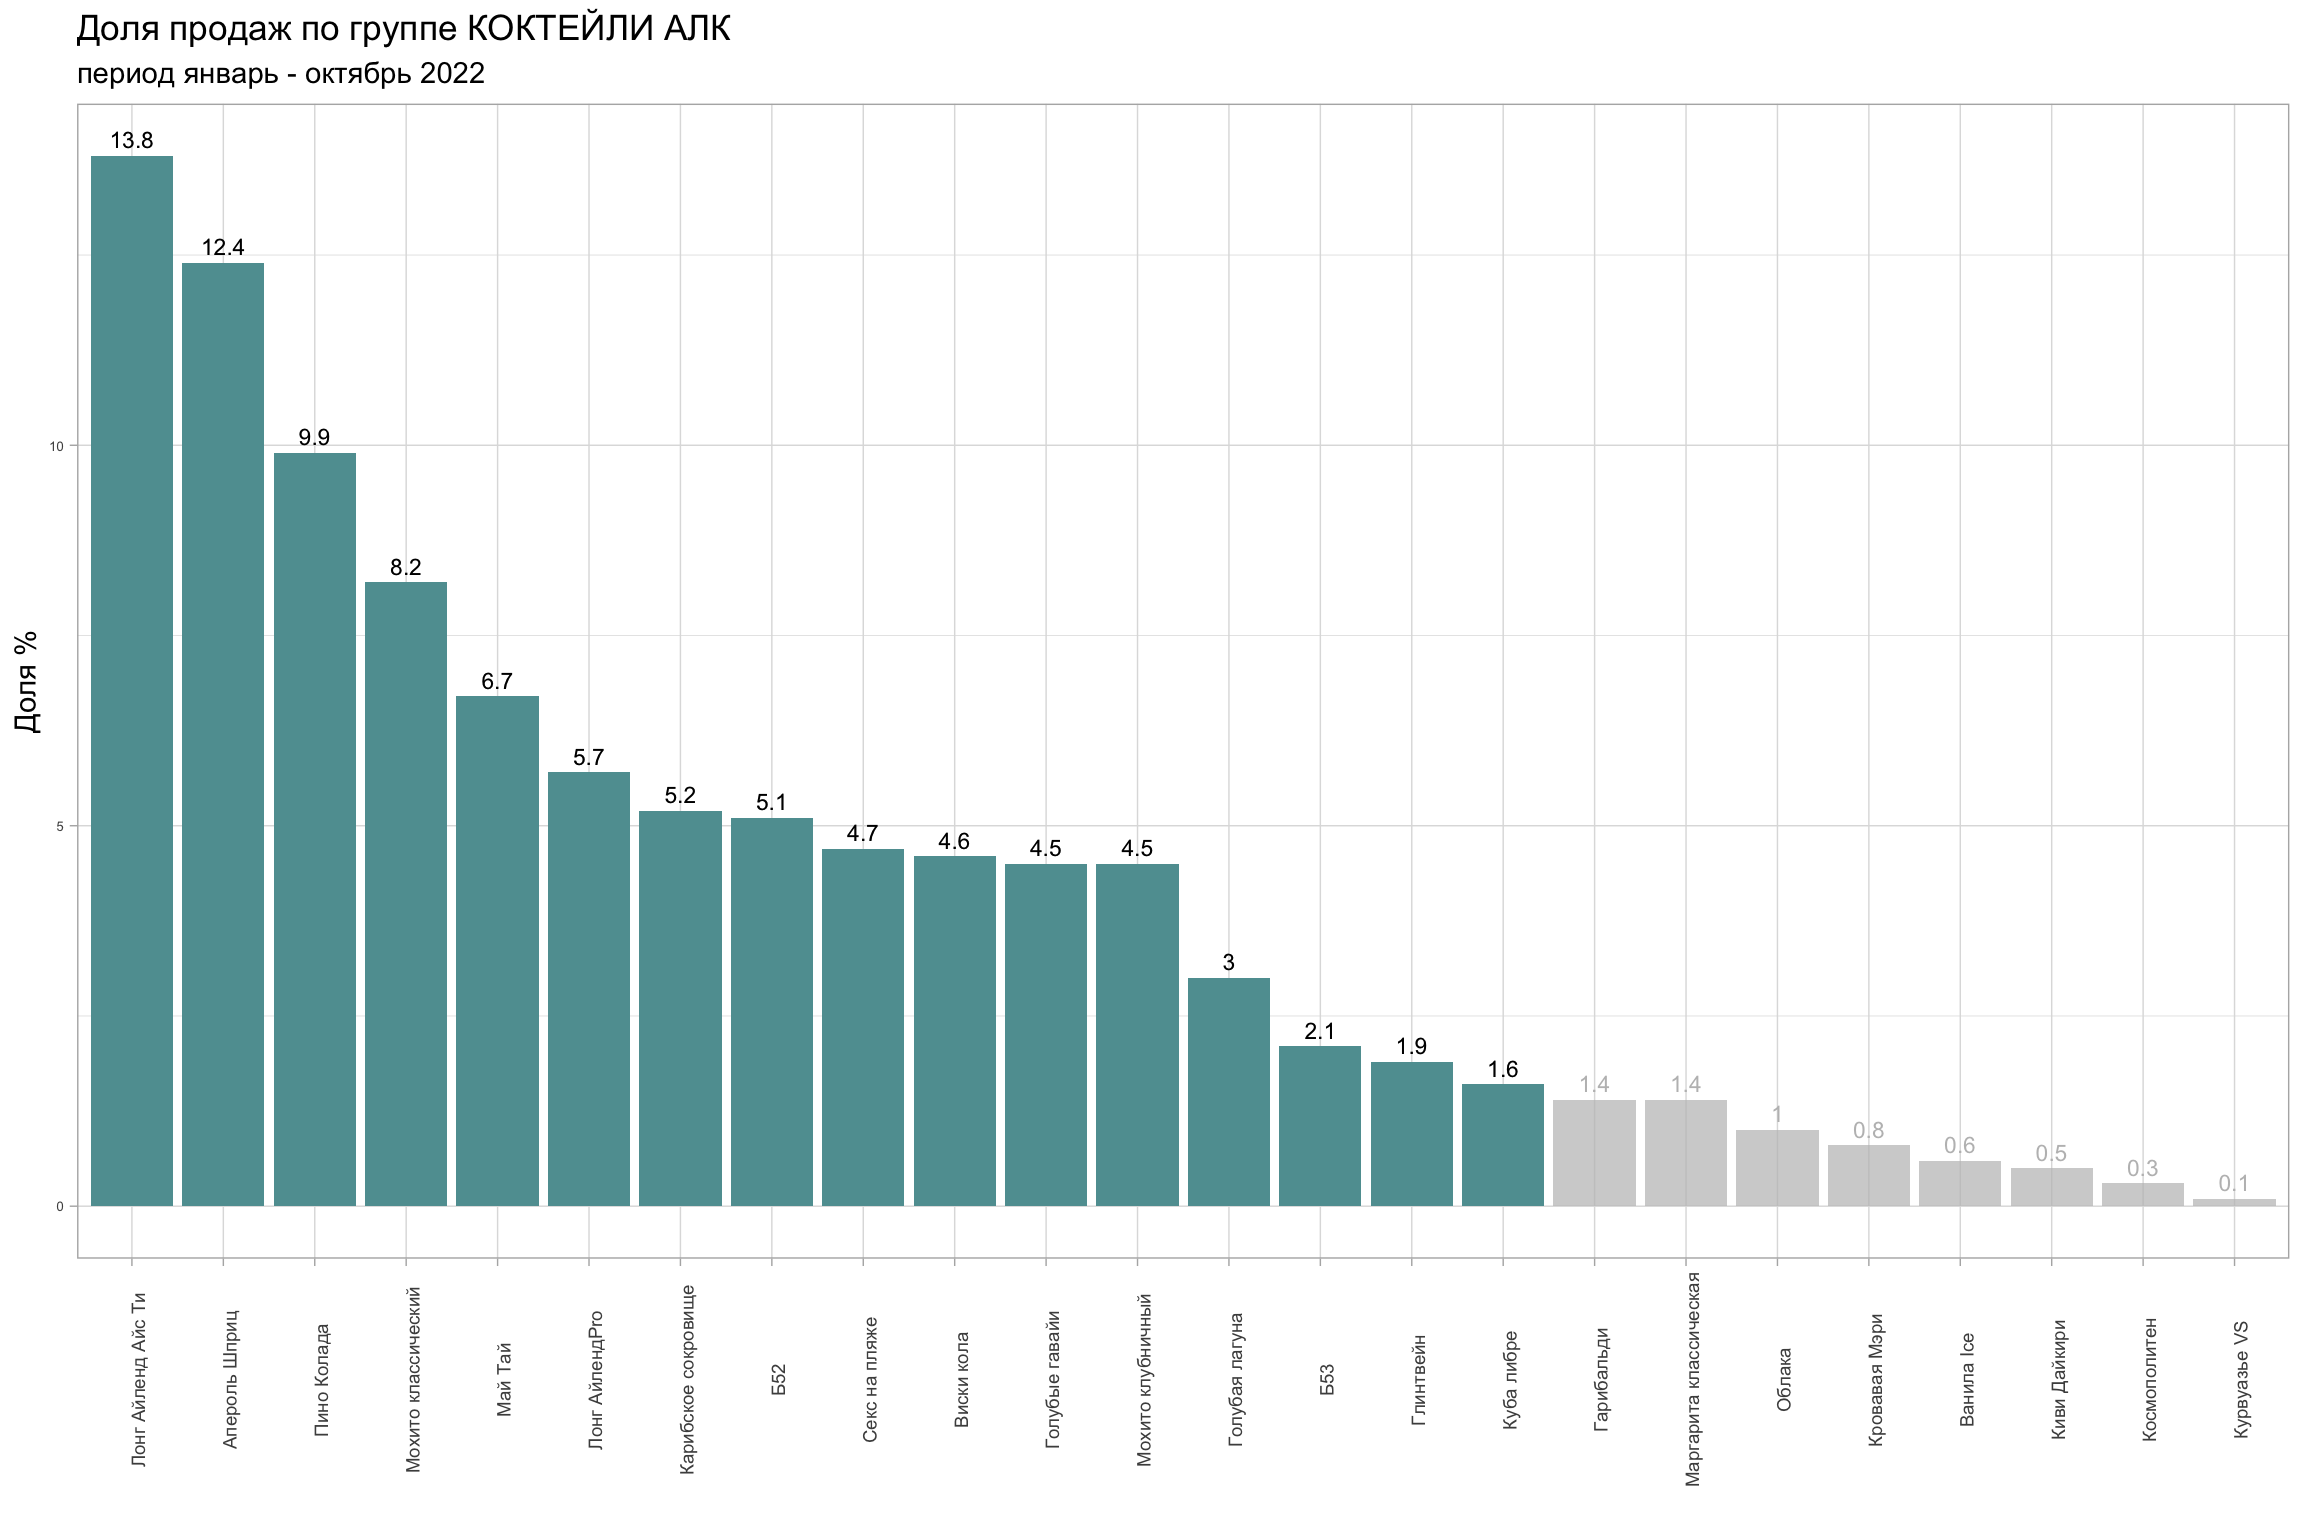 Доля продаж по группе КОКТЕЙЛИ АЛК
период январь - октябрь 2022
Доля %
10
5
0
13.8
12.4
9.9
8.2
6.7
5.7
5.2
5.1
4.7
4.6
4.5
4.5
3
2.1
1.9
1.6
1.4
1.4
1
0.8
0.6
0.5
0.3
0.1
Лонг Айленд Айс Ти
Апероль Шприц
Пино Колада
Мохито классический
Май Тай
Лонг АйлендPro
Карибское сокровище
Б52
Секс на пляже
Виски кола
Голубые гавайи
Мохито клубничный
Голубая лагуна
Б53
Глинтвейн
Куба либре
Гарибальди
Маргарита классическая
Облака
Кровавая Мэри
Ванила Ice
Киви Дайкири
Космополитен
Курвуазье VS